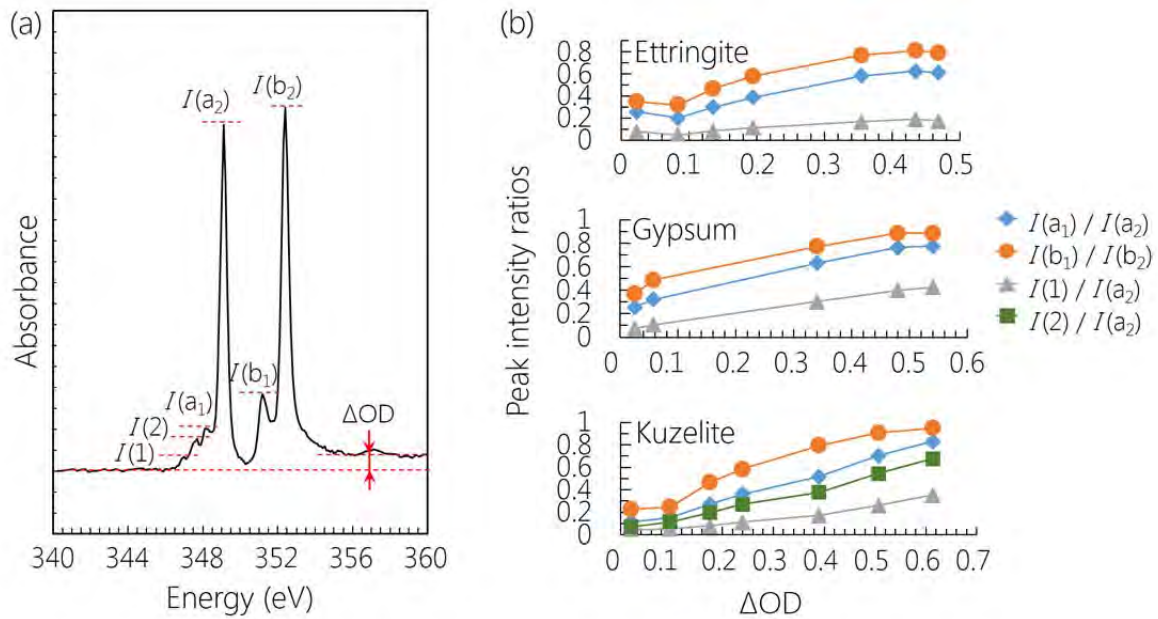 (a)
Absorbance
I(a₂)
I(b₂)
I(b₁)
I(a₁)
I(2)
I(1)
ΔOD
340 344 348 352 356 360
Energy (eV)
(b)
Peak intensity ratios
Ettringite
0.8
0.6
0.4
0.2
0
0 0.1 0.2 0.3 0.4 0.5
Gypsum
1
0.8
0.6
0.4
0.2
0
0 0.1 0.2 0.3 0.4 0.5 0.6
Kuzelite
1
0.8
0.6
0.4
0.2
0
0 0.1 0.2 0.3 0.4 0.5 0.6 0.7
ΔOD
I(a₁) / I(a₂)
I(b₁) / I(b₂)
I(1) / I(a₂)
I(2) / I(a₂)